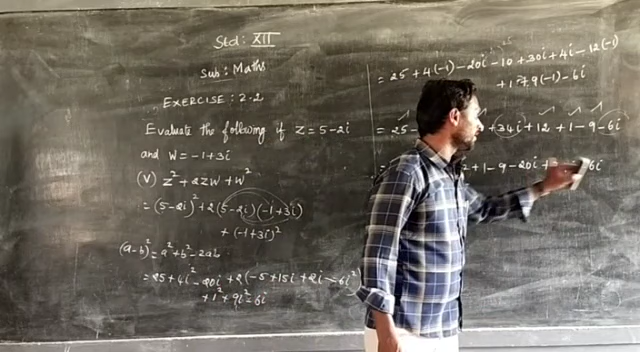 Std: XII
Sub: Maths
EXERCISE: 2.2
Evaluate the following if z = 5-2i
and w = -1+3i
(v) z² + 2zw + w²
= (5-2i)² + 2(5-2i)(-1+3i)
+ (-1+3i)²
(a-b)² = a²+b²-2ab
= 25+4i²-20i + 2(-5+15i+2i-6i²)
+1²+9i²-6i
= 25+4(-1)-20i-10+30i+4i-12(-1)
+1+9(-1)-6i
= 25- +34i+12+1-9-6i
= 2+1-9-20i+ 6i